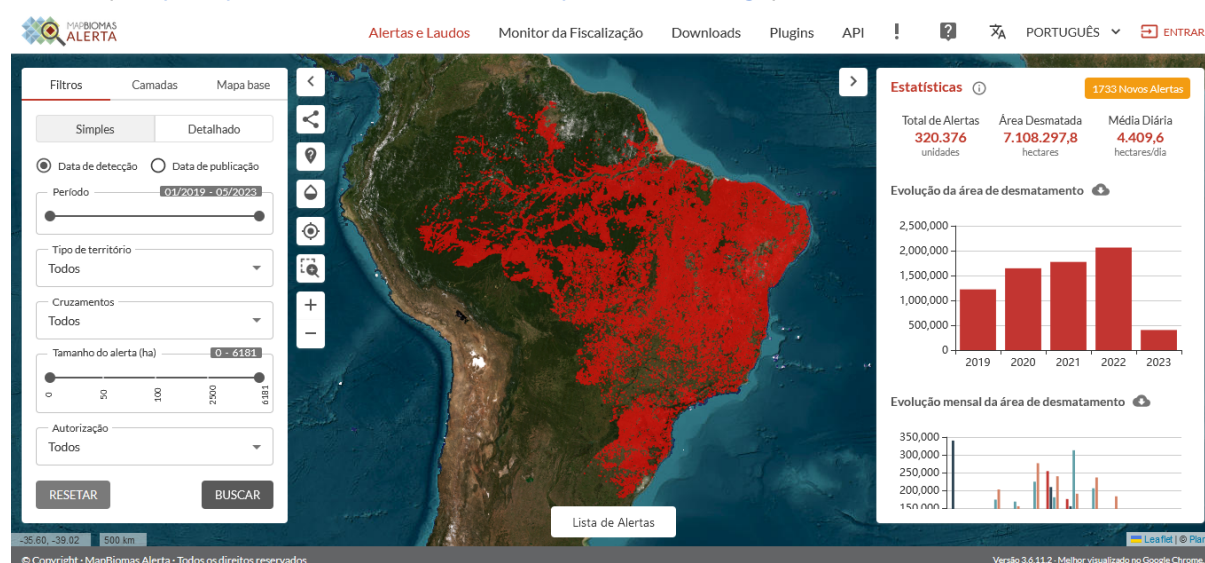 MAPBIOMAS
ALERTA
Alertas e Laudos
Monitor da Fiscalização
Downloads
Plugins
API
PORTUGUÊS
ENTRAR
Filtros
Camadas
Mapa base
Simples
Detalhado
Data de detecção
Data de publicação
Período
01/2019 - 05/2023
Tipo de território
Todos
Cruzamentos
Todos
Tamanho do alerta (ha)
0 - 6181
0
50
100
2500
6181
Autorização
Todos
RESETAR
BUSCAR
-35.60, -39.02
500 km
Lista de Alertas
Estatísticas
1733 Novos Alertas
Total de Alertas
320.376
unidades
Área Desmatada
7.108.297,8
hectares
Média Diária
4.409,6
hectares/dia
Evolução da área de desmatamento
2,500,000
2,000,000
1,500,000
1,000,000
500,000
0
2019
2020
2021
2022
2023
Evolução mensal da área de desmatamento
350,000
300,000
250,000
200,000
150,000
Leaflet | © Plan
© Copyright - MapBiomas Alerta - Todos os direitos reservados
Versão 3.6.11.2 - Melhor visualizado no Google Chrome.